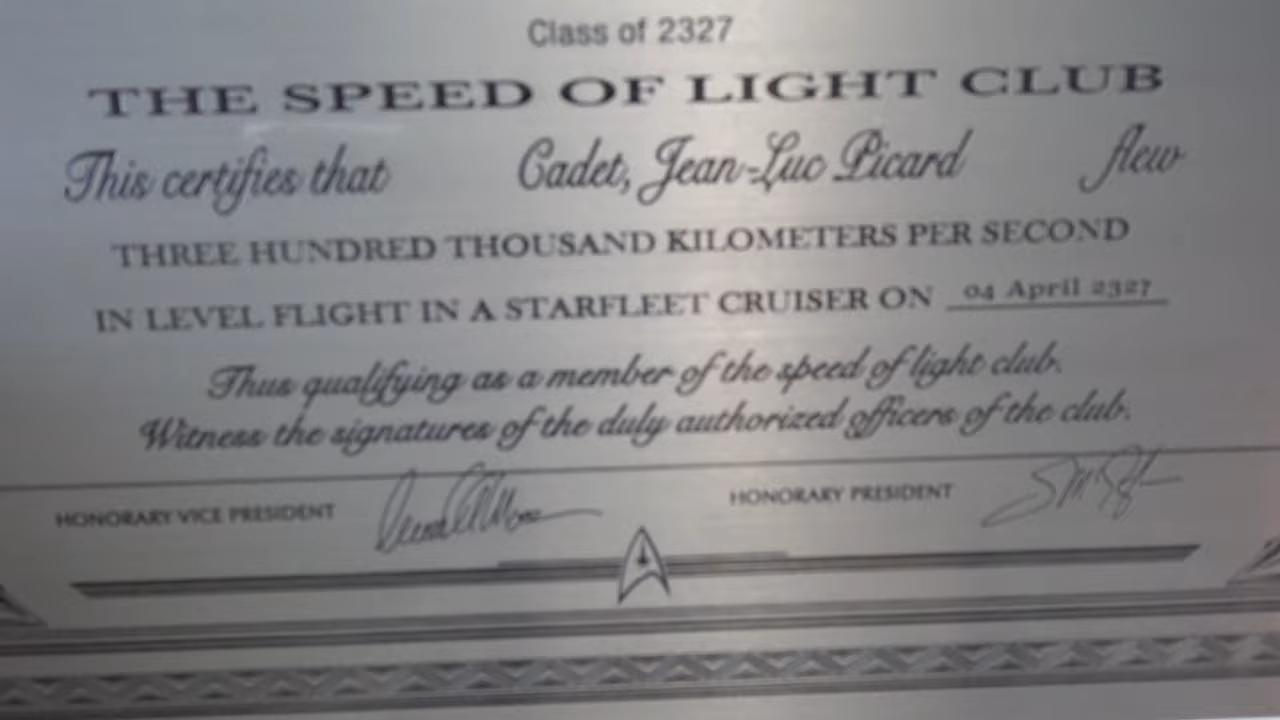 Class of 2327
THE SPEED OF LIGHT CLUB
This certifies that Cadet, Jean-Luc Picard flew
THREE HUNDRED THOUSAND KILOMETERS PER SECOND
IN LEVEL FLIGHT IN A STARFLEET CRUISER ON 04 April 2327
Thus qualifying as a member of the speed of light club.
Witness the signatures of the duly authorized officers of the club.
HONORARY VICE PRESIDENT HONORARY PRESIDENT